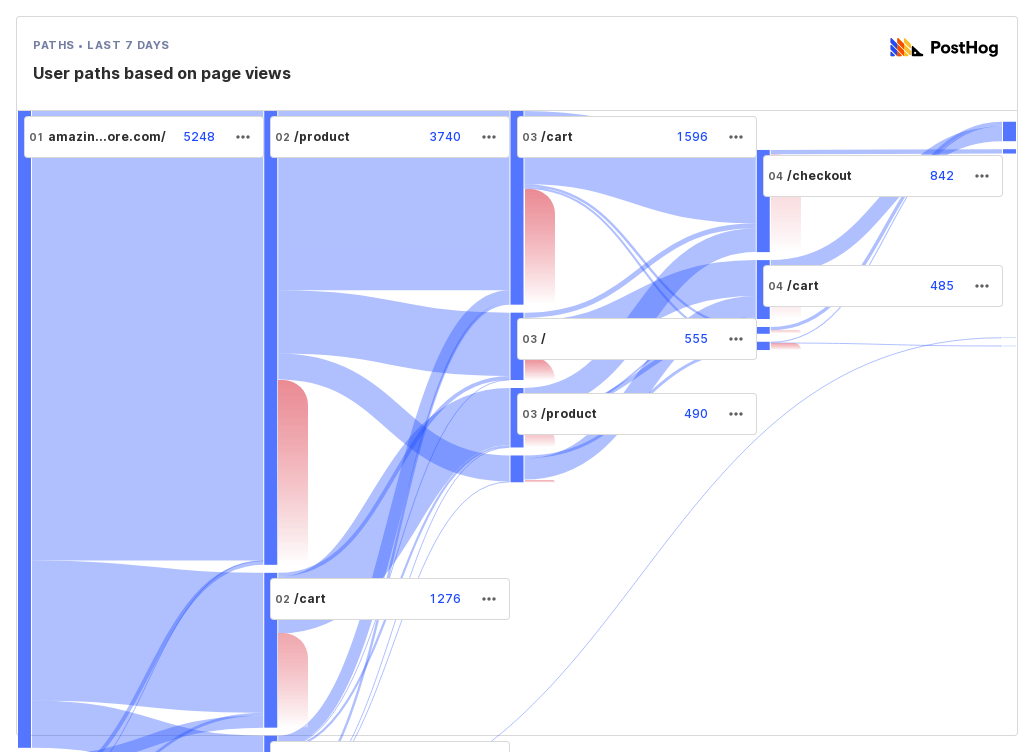 PATHS • LAST 7 DAYS
PostHog
User paths based on page views
01 amazin...ore.com/ 5248 •••
02 /product 3740 •••
03 /cart 1596 •••
04 /checkout 842 •••
04 /cart 485 •••
03 / 555 •••
03 /product 490 •••
02 /cart 1276 •••